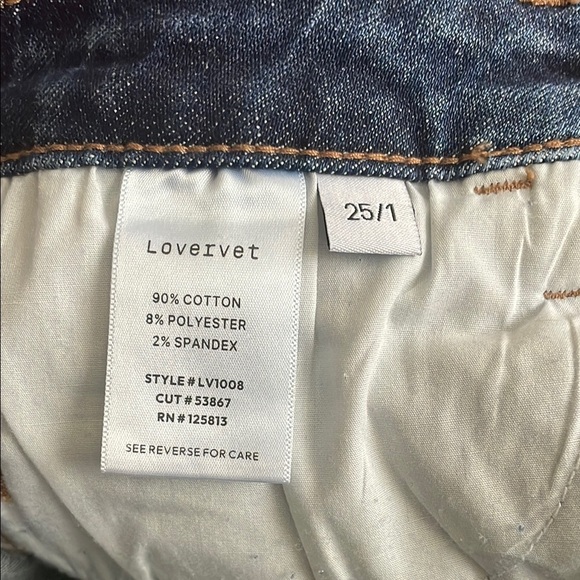 Lovervet
90% COTTON
8% POLYESTER
2% SPANDEX
STYLE # LV1008
CUT # 53867
RN # 125813
SEE REVERSE FOR CARE
25/1